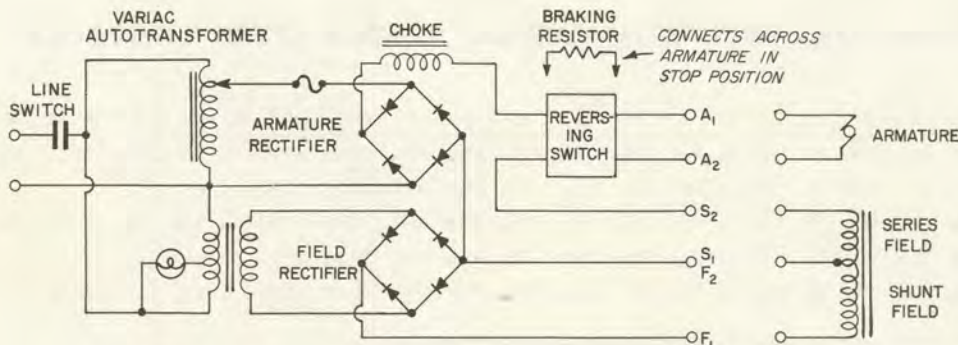 VARIAC
AUTOTRANSFORMER
CHOKE
BRAKING
RESISTOR
CONNECTS ACROSS
ARMATURE IN
STOP POSITION
LINE
SWITCH
ARMATURE
RECTIFIER
REVERS-
ING
SWITCH
A1
A2
ARMATURE
S2
SERIES
FIELD
FIELD
RECTIFIER
S1
F2
SHUNT
FIELD
F1